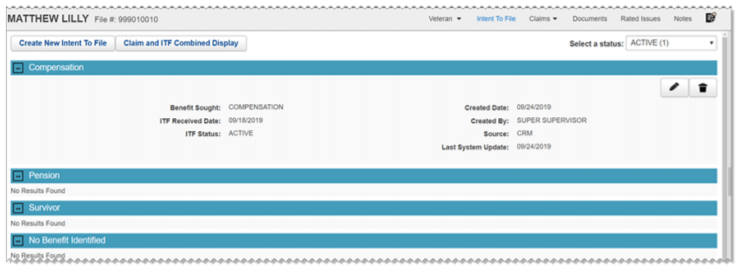 MATTHEW LILLY File #: 999010010 Veteran Intent To File Claims Documents Rated Issues Notes
Create New Intent To File Claim and ITF Combined Display Select a status: ACTIVE (1)
Compensation
Benefit Sought: COMPENSATION Created Date: 09/24/2019
ITF Received Date: 09/18/2019 Created By: SUPER SUPERVISOR
ITF Status: ACTIVE Source: CRM
Last System Update: 09/24/2019
Pension
No Results Found
Survivor
No Results Found
No Benefit Identified
No Results Found